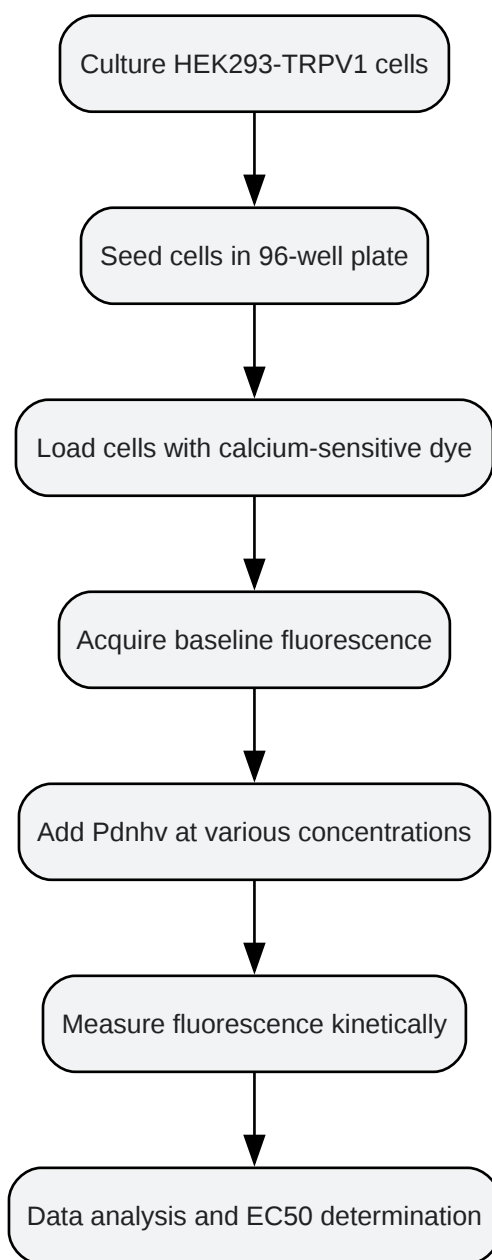 Culture HEK293-TRPV1 cells
Seed cells in 96-well plate
Load cells with calcium-sensitive dye
Acquire baseline fluorescence
Add Pdnhv at various concentrations
Measure fluorescence kinetically
Data analysis and EC50 determination